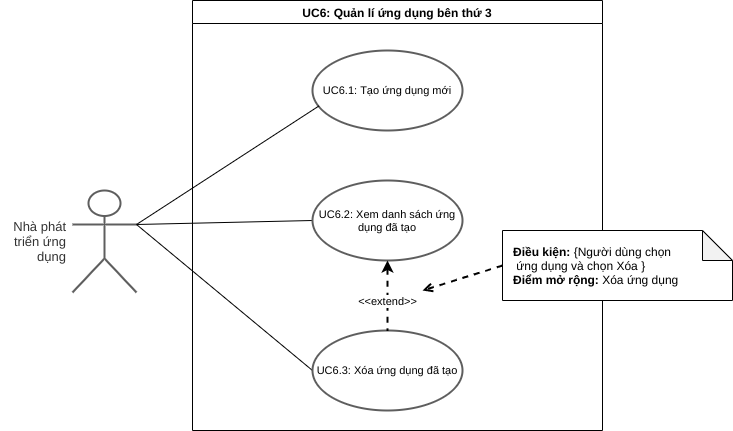 UC6: Quản lí ứng dụng bên thứ 3
UC6.1: Tạo ứng dụng mới
Nhà phát
triển ứng
dụng
UC6.2: Xem danh sách ứng
dụng đã tạo
Điều kiện: {Người dùng chọn
ứng dụng và chọn Xóa }
Điểm mở rộng: Xóa ứng dụng
<<extend>>
UC6.3: Xóa ứng dụng đã tạo